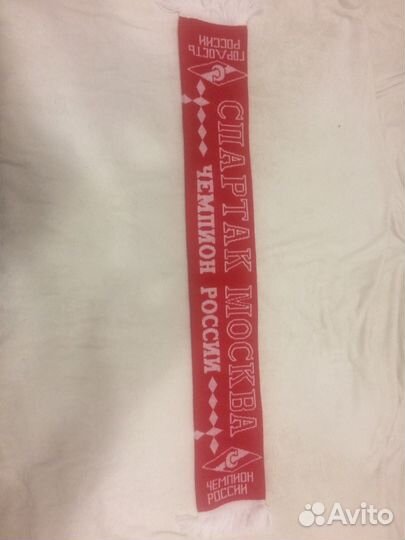 ГОРДОСТЬ
РОССИИ
СПАРТАК МОСКВА
ЧЕМПИОН РОССИИ
ЧЕМПИОН
РОССИИ
Avito